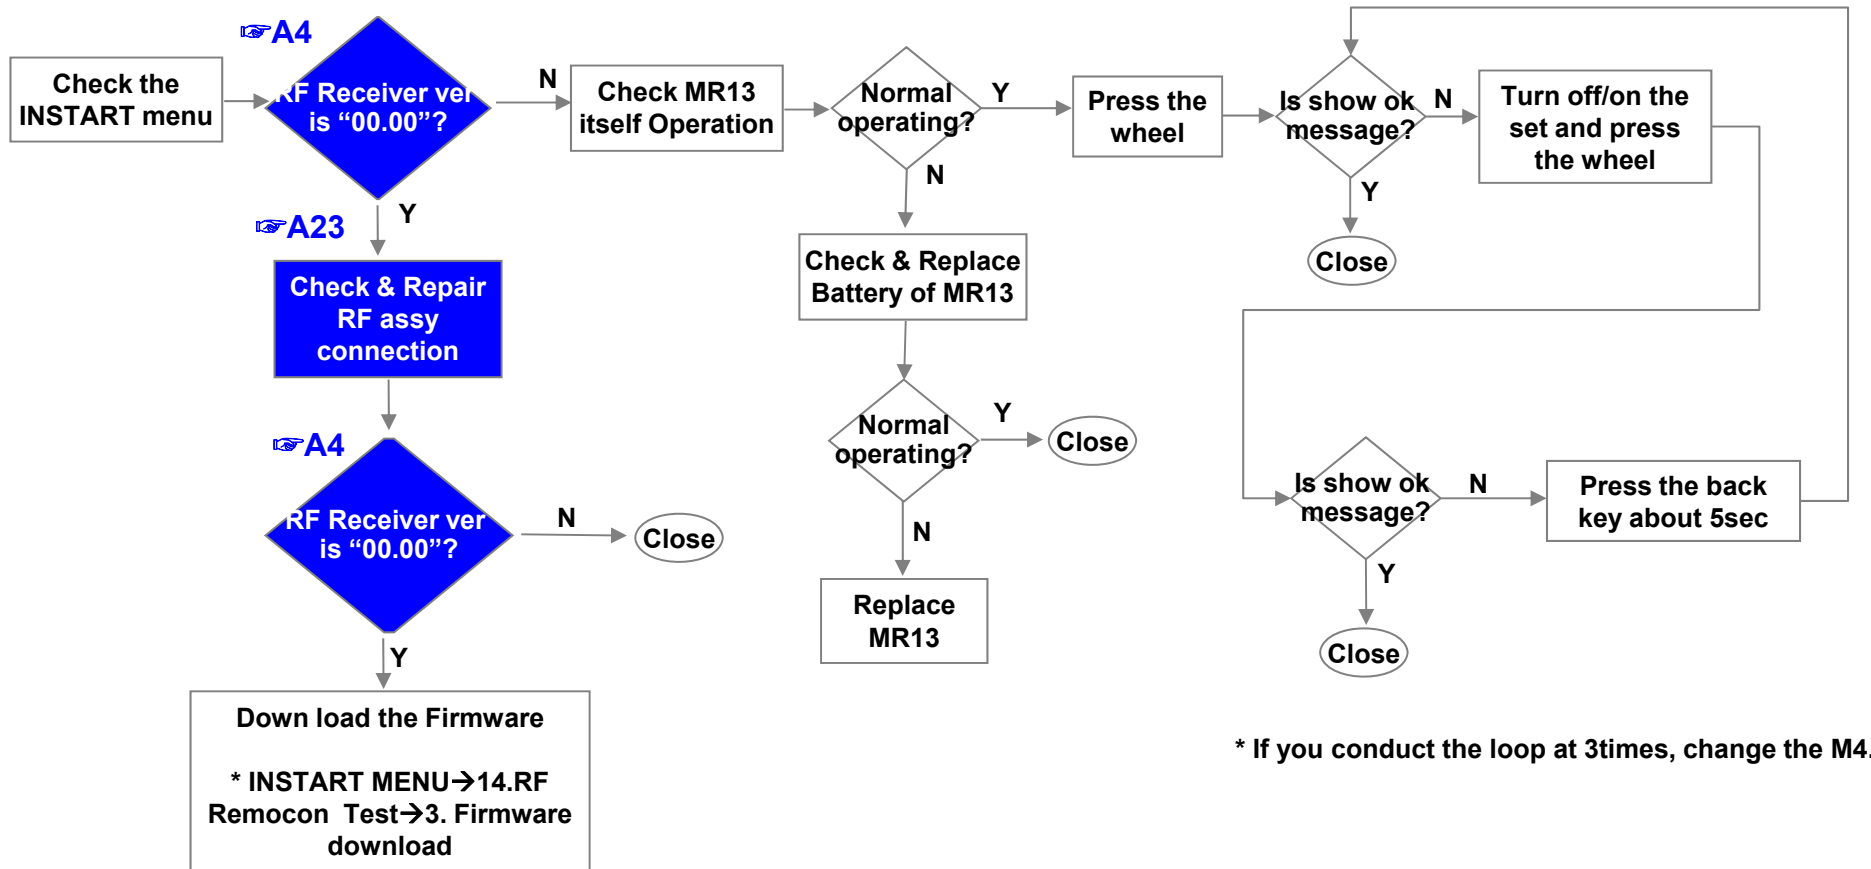 ☞A4
Check the
INSTART menu
RF Receiver ver
is “00.00”?
N
Check MR13
itself Operation
Normal
operating?
Y
Press the
wheel
Is show ok
message?
N
Turn off/on the
set and press
the wheel
Y
☞A23
Check & Repair
RF assy
connection
N
Check & Replace
Battery of MR13
Y
Close
☞A4
RF Receiver ver
is “00.00”?
N
Close
Normal
operating?
Y
Close
Is show ok
message?
N
Press the back
key about 5sec
N
Replace
MR13
Y
Close
Y
Down load the Firmware
* INSTART MENU→14.RF
Remocon Test→3. Firmware
download
* If you conduct the loop at 3times, change the M4.